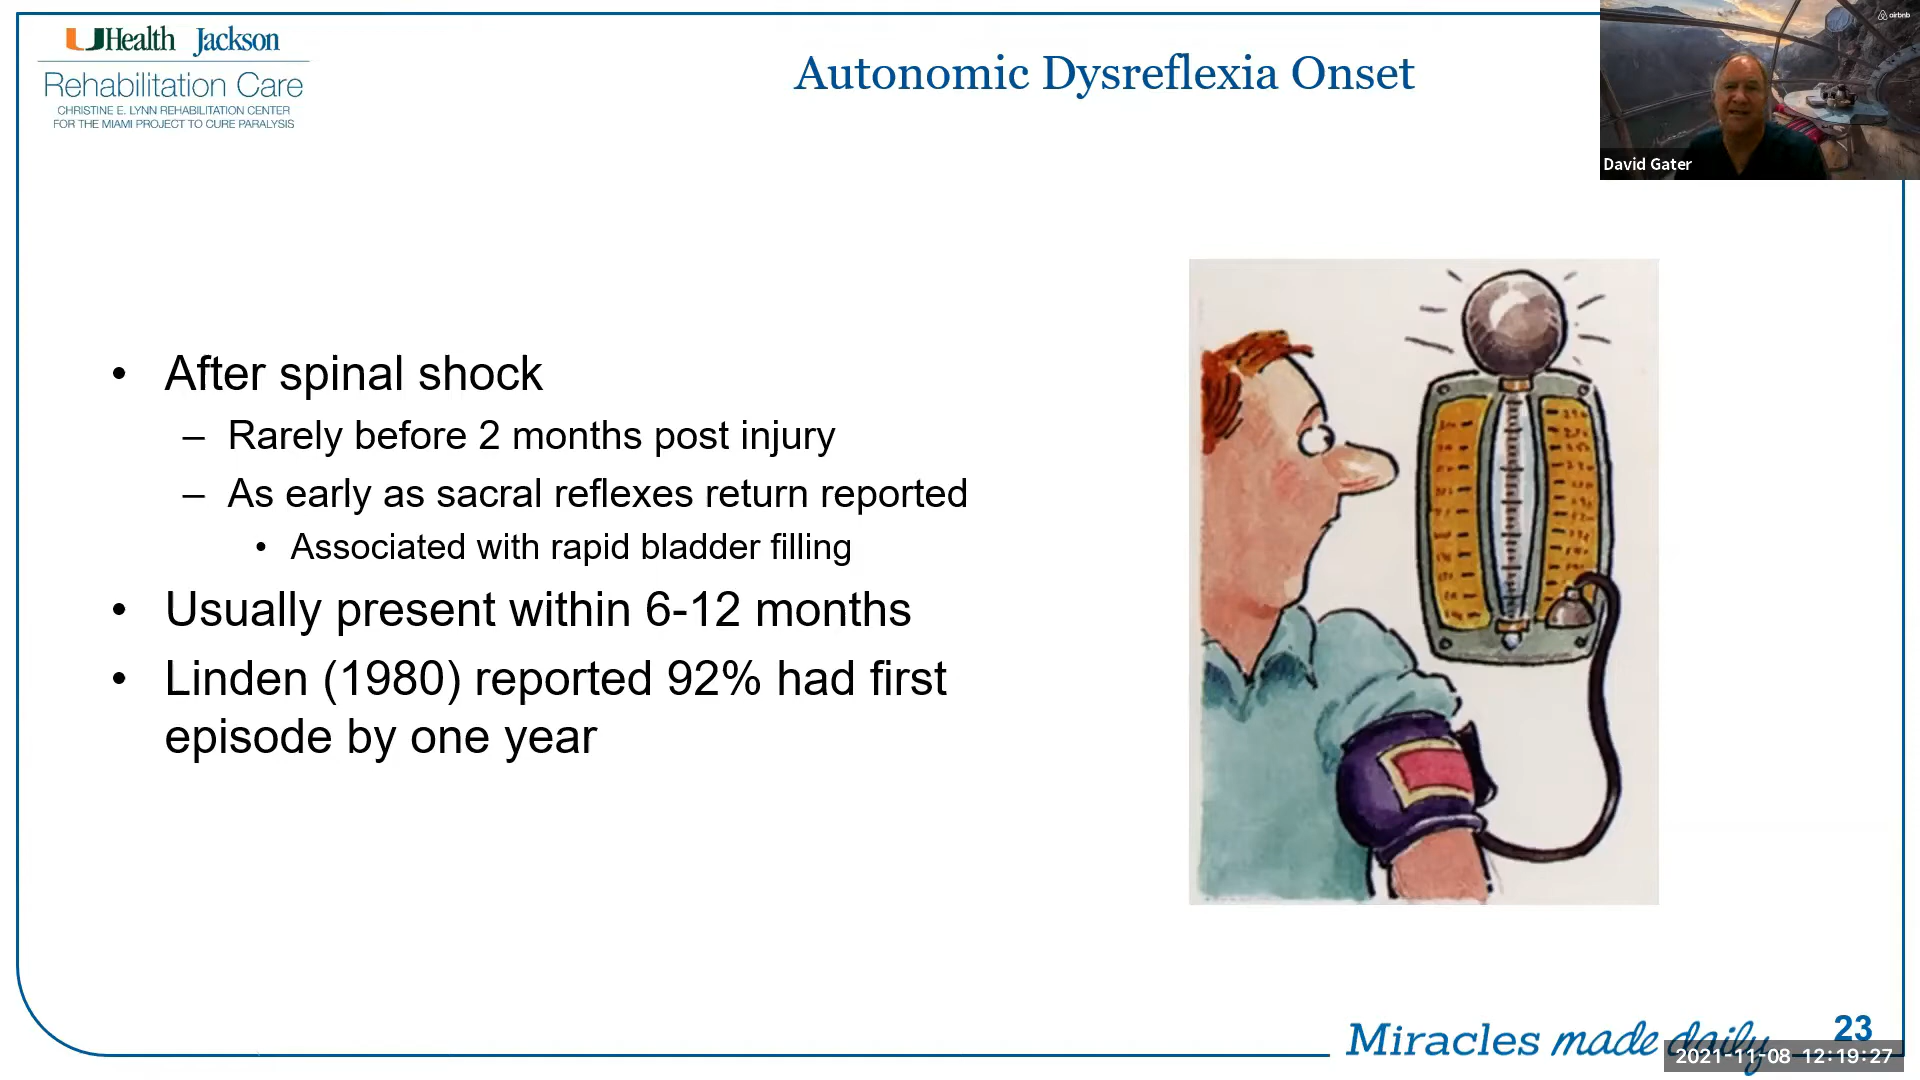 UHealth Jackson
Rehabilitation Care
CHRISTINE E. LYNN REHABILITATION CENTER
FOR THE MIAMI PROJECT TO CURE PARALYSIS
Autonomic Dysreflexia Onset
airbnb
David Gater
• After spinal shock
– Rarely before 2 months post injury
– As early as sacral reflexes return reported
• Associated with rapid bladder filling
• Usually present within 6-12 months
• Linden (1980) reported 92% had first
episode by one year
Miracles made daily
23
2021-11-08 12:19:27